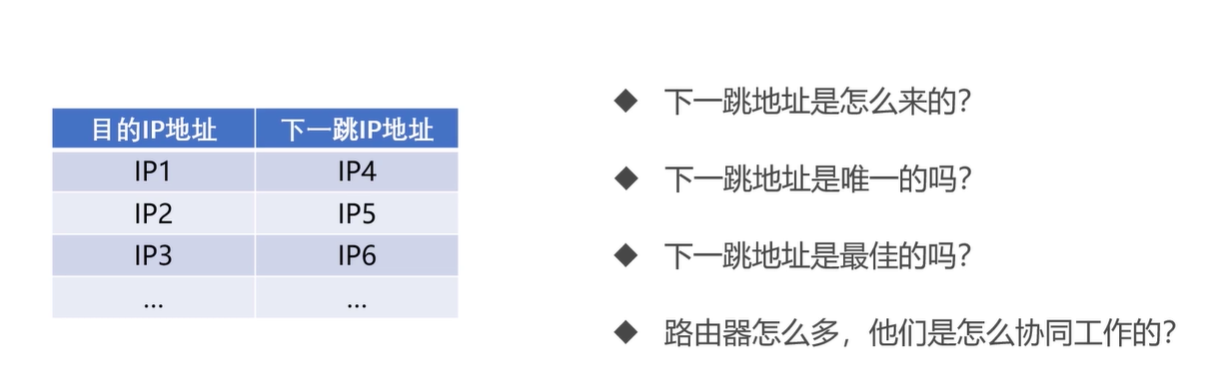 目的IP地址 下一跳IP地址
IP1 IP4
IP2 IP5
IP3 IP6
... ...
◆ 下一跳地址是怎么来的?
◆ 下一跳地址是唯一的吗?
◆ 下一跳地址是最佳的吗?
◆ 路由器怎么多，他们是怎么协同工作的?